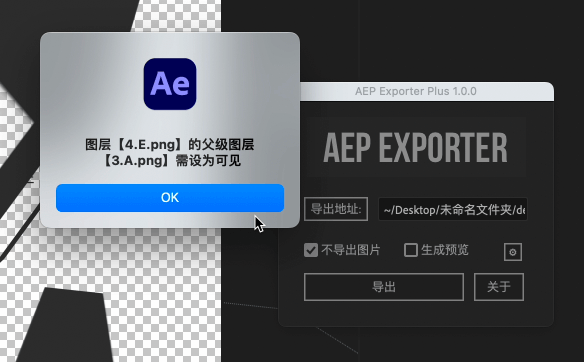 Ae
图层【4.E.png】的父级图层
【3.A.png】需设为可见
OK
AEP Exporter Plus 1.0.0
AEP EXPORTER
导出地址:
~/Desktop/未命名文件夹/de
不导出图片
生成预览
导出
关于